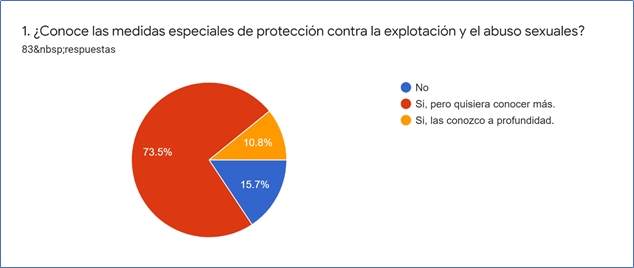 1. ¿Conoce las medidas especiales de protección contra la explotación y el abuso sexuales?
83&nbsp;respuestas
No
Si, pero quisiera conocer más.
Si, las conozco a profundidad.
73.5%
10.8%
15.7%